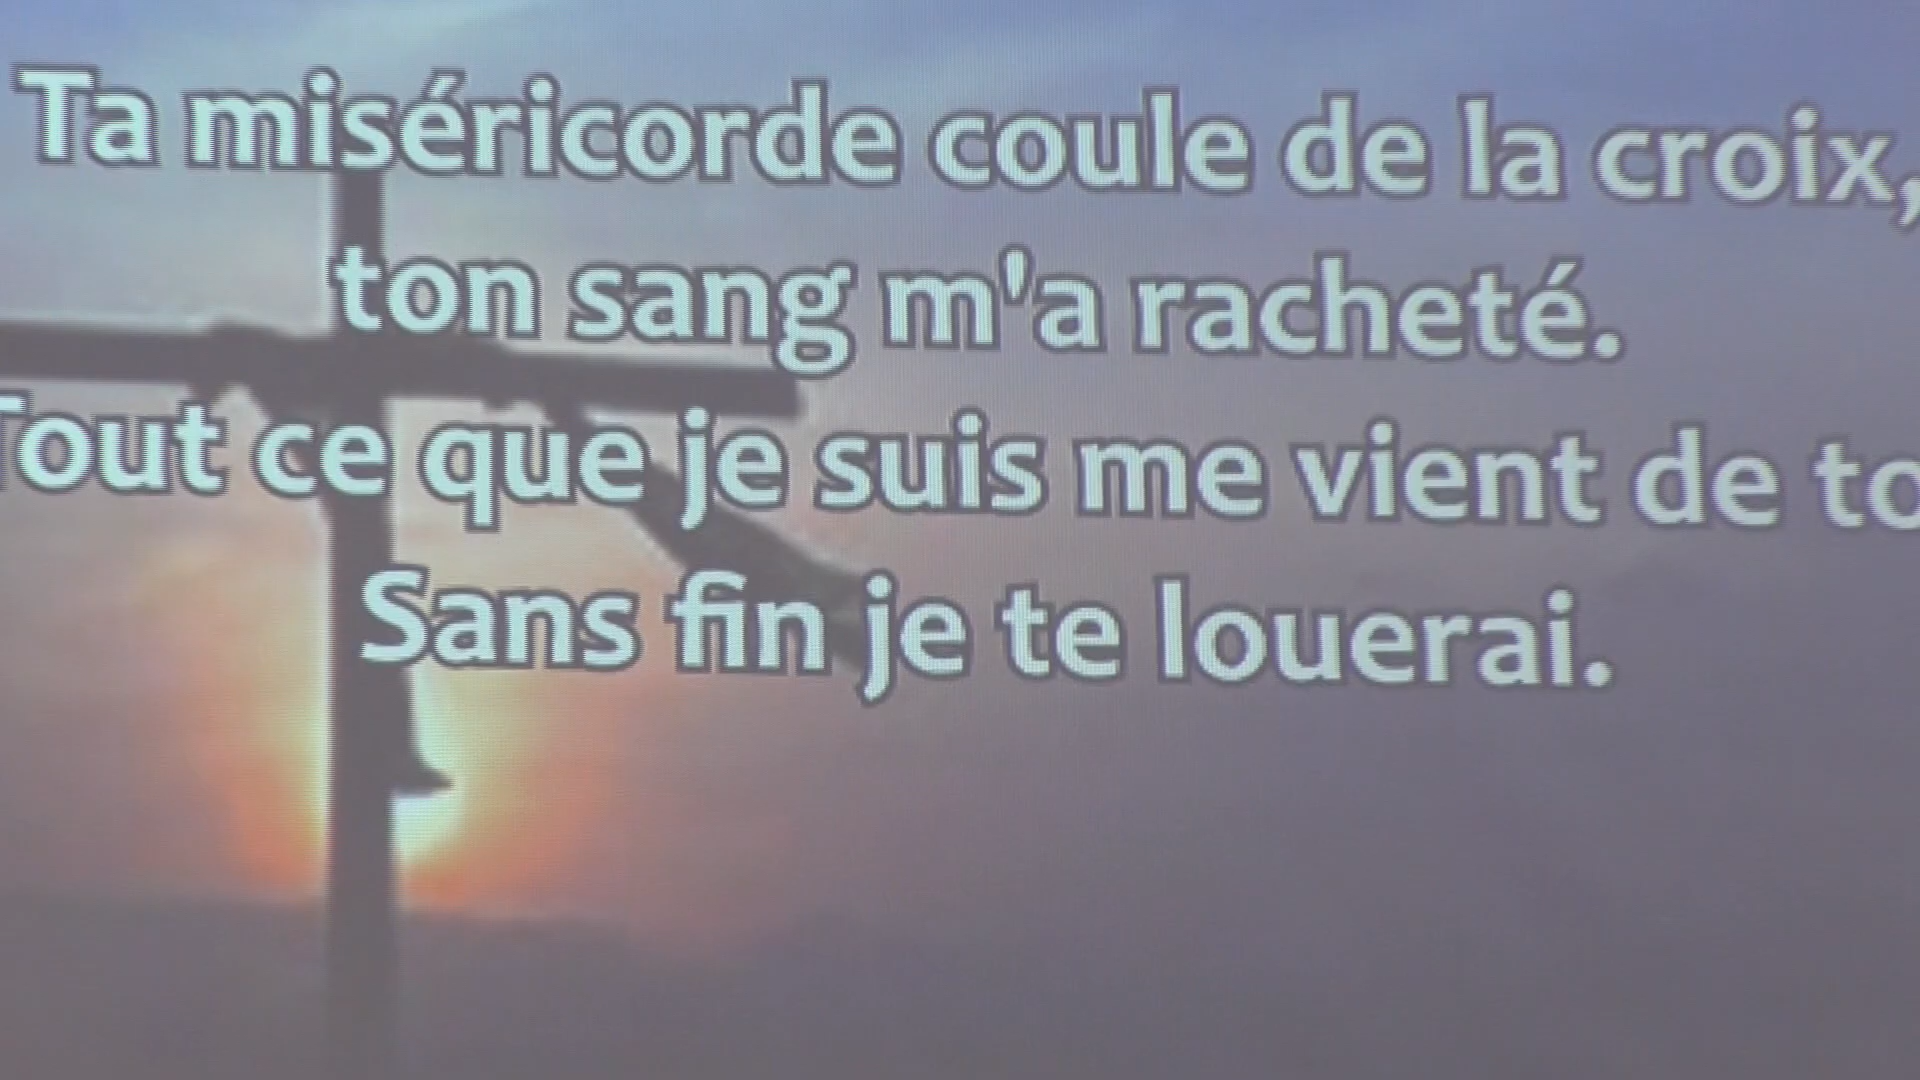 Ta miséricorde coule de la croix,
ton sang m'a racheté.
Tout ce que je suis me vient de to
Sans fin je te louerai.